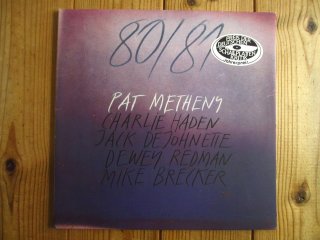 80/81
PAT METHENY
CHARLIE HADEN
JACK DEJOHNETTE
DEWEY REDMAN
MIKE BRECKER